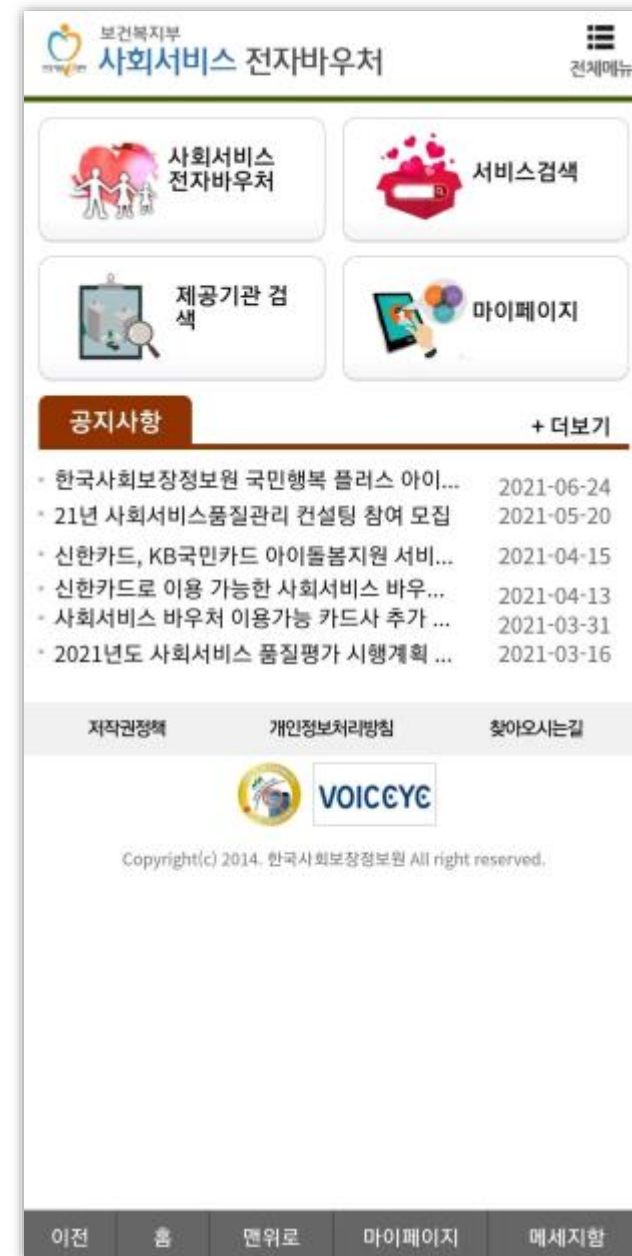 보건복지부
사회서비스 전자바우처
전체메뉴
사회서비스
전자바우처
서비스검색
제공기관 검
색
마이페이지
공지사항
+ 더보기
한국사회보장정보원 국민행복 플러스 아이... 2021-06-24
21년 사회서비스품질관리 컨설팅 참여 모집 2021-05-20
신한카드, KB국민카드 아이돌봄지원 서비... 2021-04-15
신한카드로 이용 가능한 사회서비스 바우... 2021-04-13
사회서비스 바우처 이용가능 카드사 추가 ... 2021-03-31
2021년도 사회서비스 품질평가 시행계획 ... 2021-03-16
저작권정책 개인정보처리방침 찾아오시는길
VOICEYE
Copyright(c) 2014. 한국사회보장정보원 All right reserved.
이전 홈 맨위로 마이페이지 메세지함